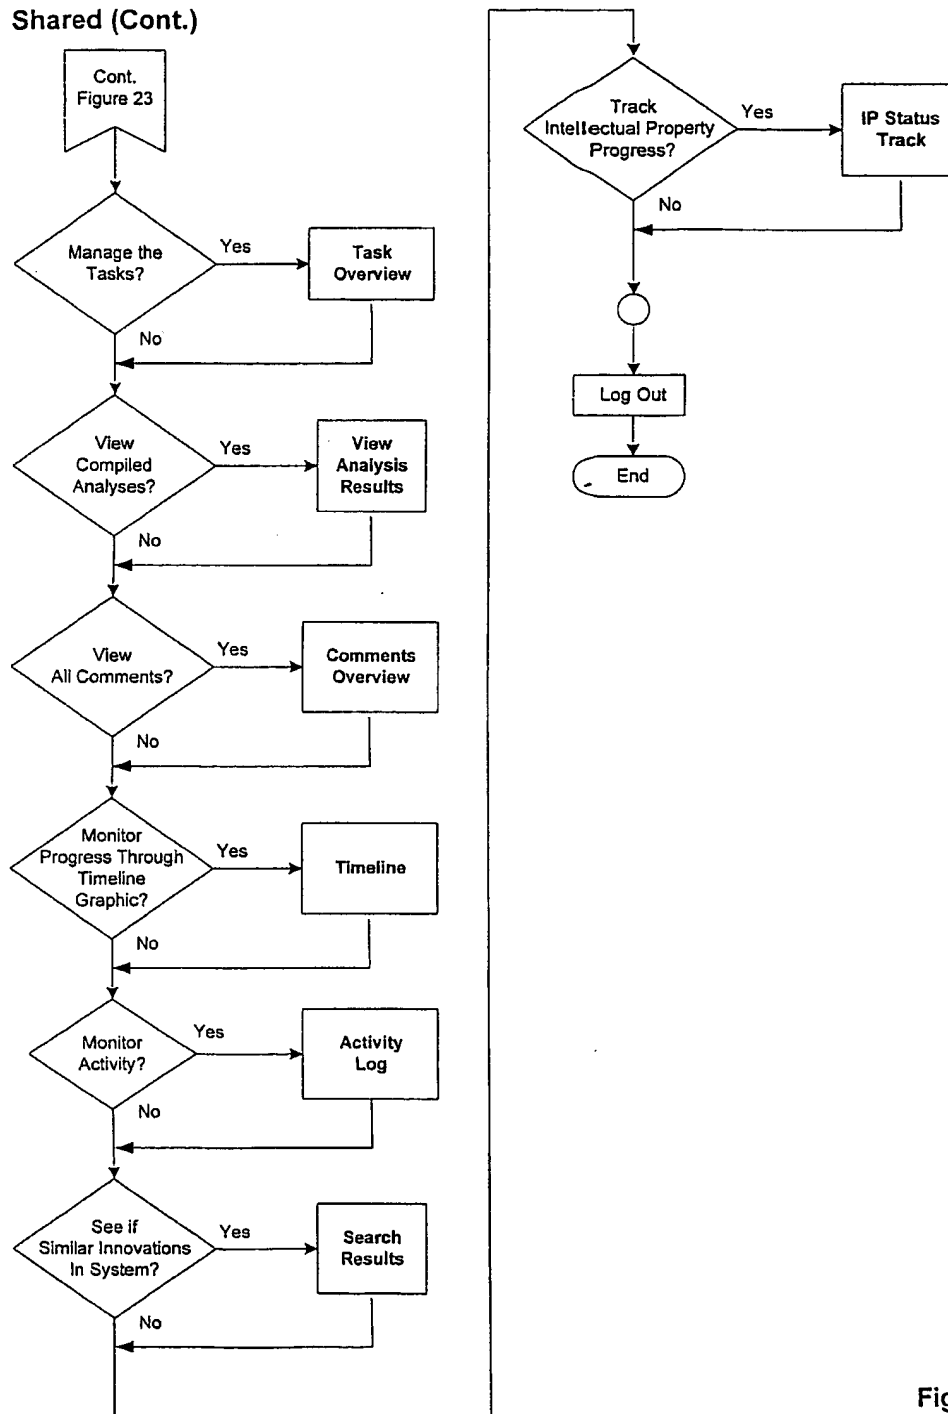 Shared (Cont.)
Cont.
Figure 23
Manage the
Tasks?
Yes
Task
Overview
No
View
Compiled
Analyses?
Yes
View
Analysis
Results
No
View
All Comments?
Yes
Comments
Overview
No
Monitor
Progress Through
Timeline
Graphic?
Yes
Timeline
No
Monitor
Activity?
Yes
Activity
Log
No
See if
Similar Innovations
In System?
Yes
Search
Results
No
Track
Intellectual Property
Progress?
Yes
IP Status
Track
No
Log Out
End
Fig